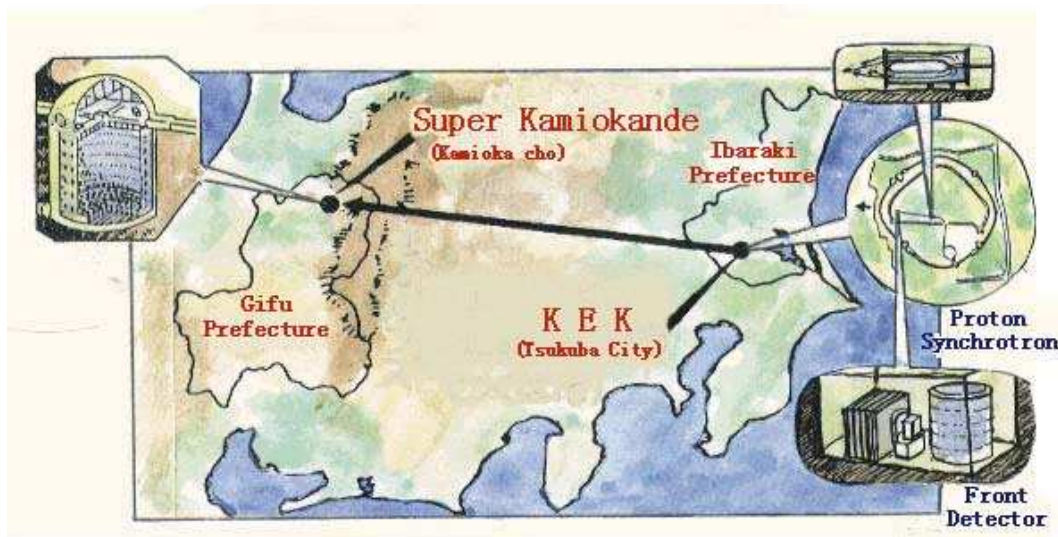 Super Kamiokande
(Kamioka cho)
Ibaraki
Prefecture
Gifu
Prefecture
K E K
(Tsukuba City)
Proton
Synchrotron
Front
Detector